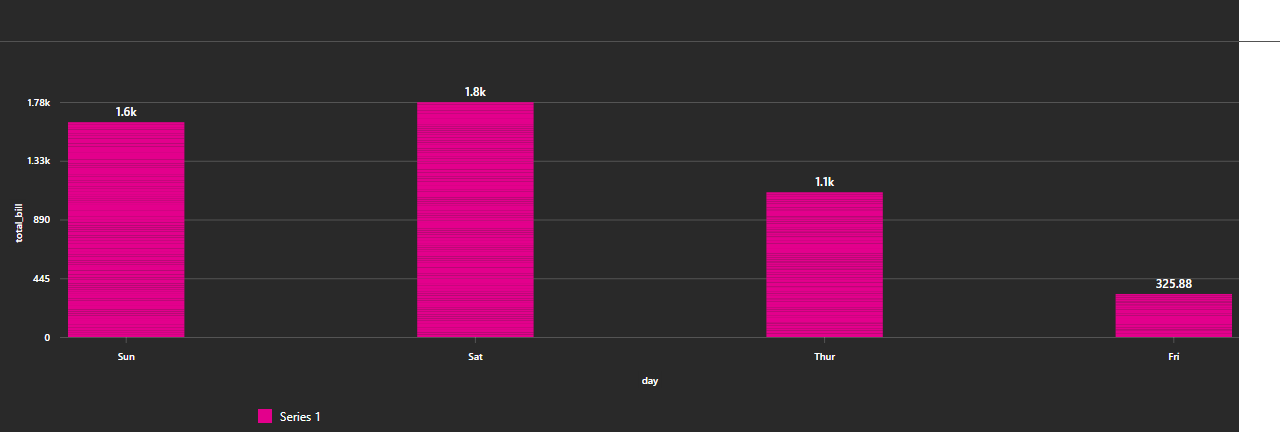 1.8k
1.78k
1.6k
1.33k
1.1k
total_bill
890
445
325.88
0
Sun Sat Thur Fri
day
Series 1